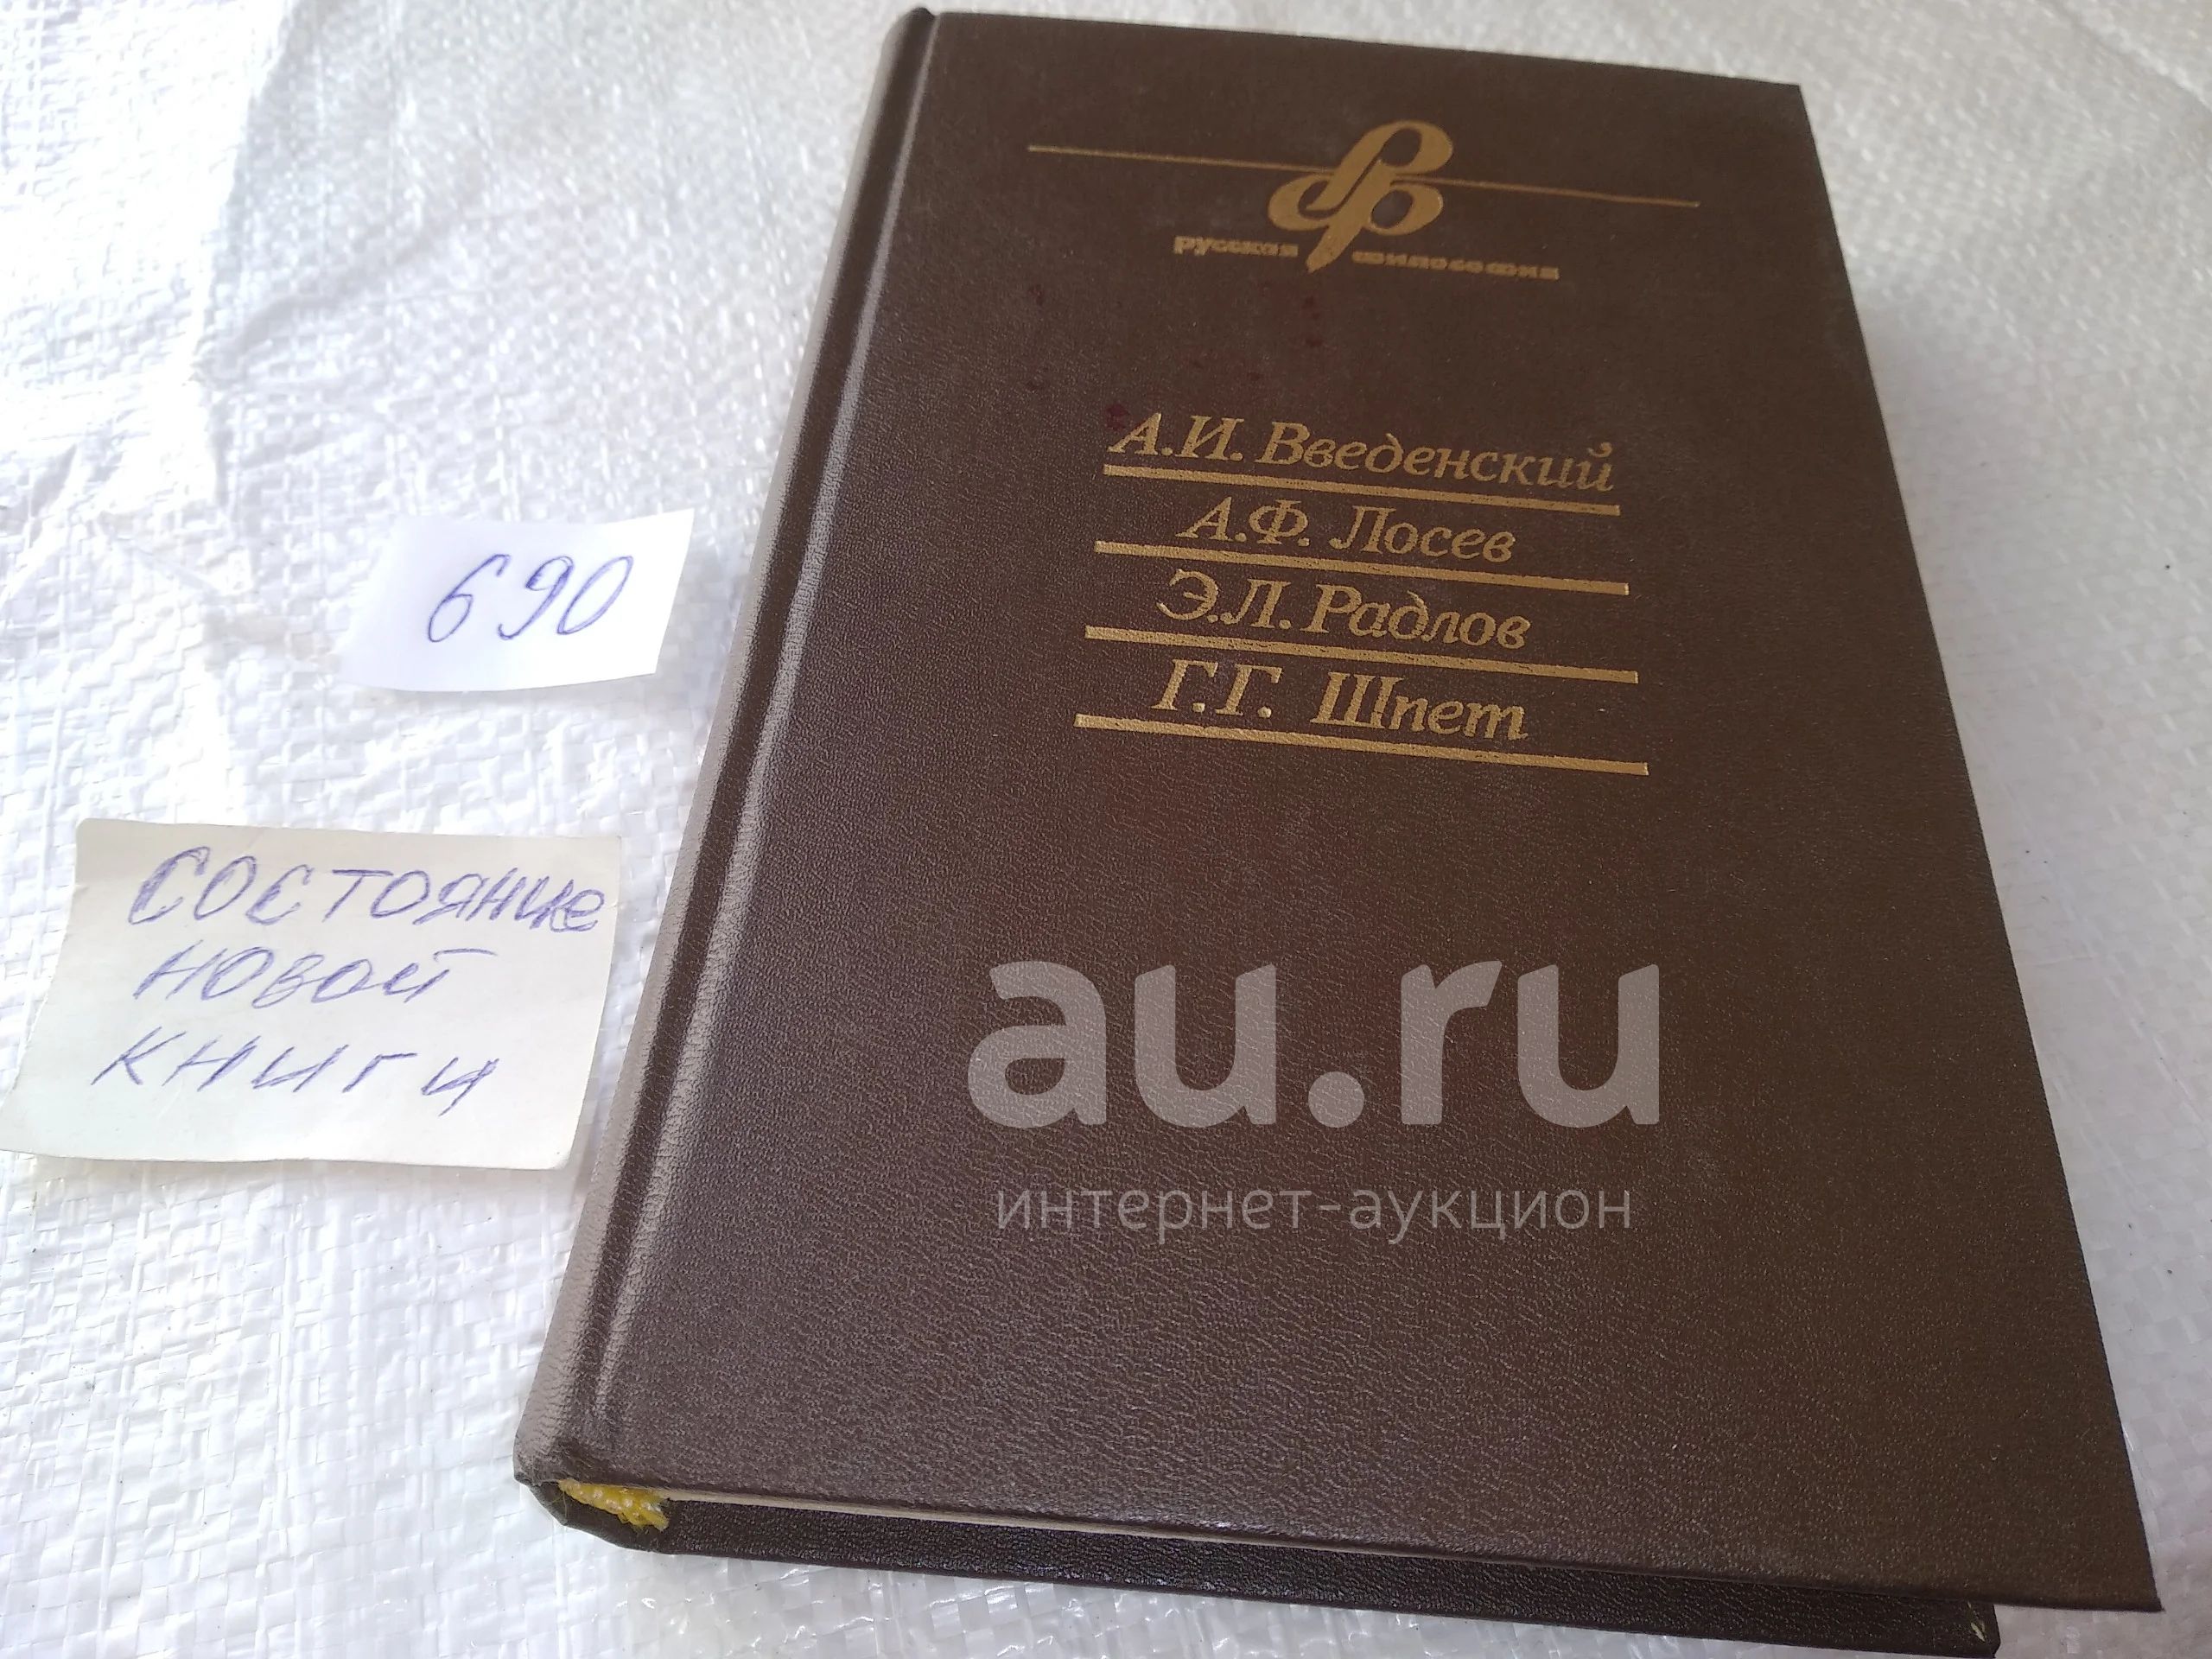 русская философия
А.И. Введенский
А.Ф. Лосев
Э.Л. Радлов
Г.Г. Шпет
690
состояние
новой
книги
au.ru
интернет-аукцион